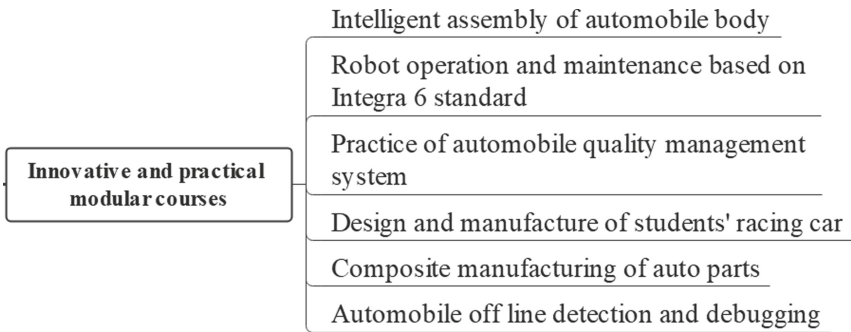 Intelligent assembly of automobile body
Robot operation and maintenance based on
Integra 6 standard
Practice of automobile quality management
system
Innovative and practical
modular courses
Design and manufacture of students' racing car
Composite manufacturing of auto parts
Automobile off line detection and debugging